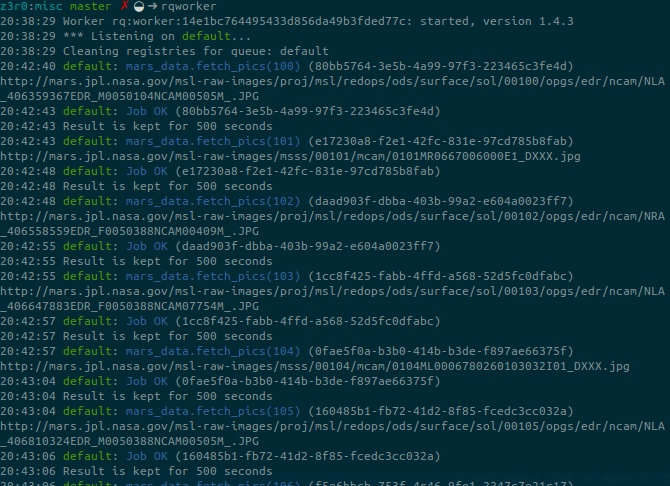 z3r0:misc master ✗ ➜ rqworker
20:38:29 Worker rq:worker:14e1bc764495433d856da49b3fded77c: started, version 1.4.3
20:38:29 *** Listening on default...
20:38:29 Cleaning registries for queue: default
20:42:40 default: mars_data.fetch_pics(100) (80bb5764-3e5b-4a99-97f3-223465c3fe4d)
http://mars.jpl.nasa.gov/msl-raw-images/proj/msl/redops/ods/surface/sol/00100/opgs/edr/ncam/NLA
_406359367EDR_M0050104NCAM00505M_.JPG
20:42:43 default: Job OK (80bb5764-3e5b-4a99-97f3-223465c3fe4d)
20:42:43 Result is kept for 500 seconds
20:42:43 default: mars_data.fetch_pics(101) (e17230a8-f2e1-42fc-831e-97cd785b8fab)
http://mars.jpl.nasa.gov/msl-raw-images/msss/00101/mcam/0101MR0667006000E1_DXXX.jpg
20:42:48 default: Job OK (e17230a8-f2e1-42fc-831e-97cd785b8fab)
20:42:48 Result is kept for 500 seconds
20:42:48 default: mars_data.fetch_pics(102) (daad903f-dbba-403b-99a2-e604a0023ff7)
http://mars.jpl.nasa.gov/msl-raw-images/proj/msl/redops/ods/surface/sol/00102/opgs/edr/ncam/NRA
_406558559EDR_F0050388NCAM00409M_.JPG
20:42:55 default: Job OK (daad903f-dbba-403b-99a2-e604a0023ff7)
20:42:55 Result is kept for 500 seconds
20:42:55 default: mars_data.fetch_pics(103) (1cc8f425-fabb-4ffd-a568-52d5fc0dfabc)
http://mars.jpl.nasa.gov/msl-raw-images/proj/msl/redops/ods/surface/sol/00103/opgs/edr/ncam/NLA
_406647883EDR_F0050388NCAM07754M_.JPG
20:42:57 default: Job OK (1cc8f425-fabb-4ffd-a568-52d5fc0dfabc)
20:42:57 Result is kept for 500 seconds
20:42:57 default: mars_data.fetch_pics(104) (0fae5f0a-b3b0-414b-b3de-f897ae66375f)
http://mars.jpl.nasa.gov/msl-raw-images/msss/00104/mcam/0104ML0006780260103032I01_DXXX.jpg
20:43:04 default: Job OK (0fae5f0a-b3b0-414b-b3de-f897ae66375f)
20:43:04 Result is kept for 500 seconds
20:43:04 default: mars_data.fetch_pics(105) (160485b1-fb72-41d2-8f85-fcedc3cc032a)
http://mars.jpl.nasa.gov/msl-raw-images/proj/msl/redops/ods/surface/sol/00105/opgs/edr/ncam/NLA
_406810324EDR_M0050388NCAM00505M_.JPG
20:43:06 default: Job OK (160485b1-fb72-41d2-8f85-fcedc3cc032a)
20:43:06 Result is kept for 500 seconds
20:43:06 default: mars_data.fetch_pics(106)